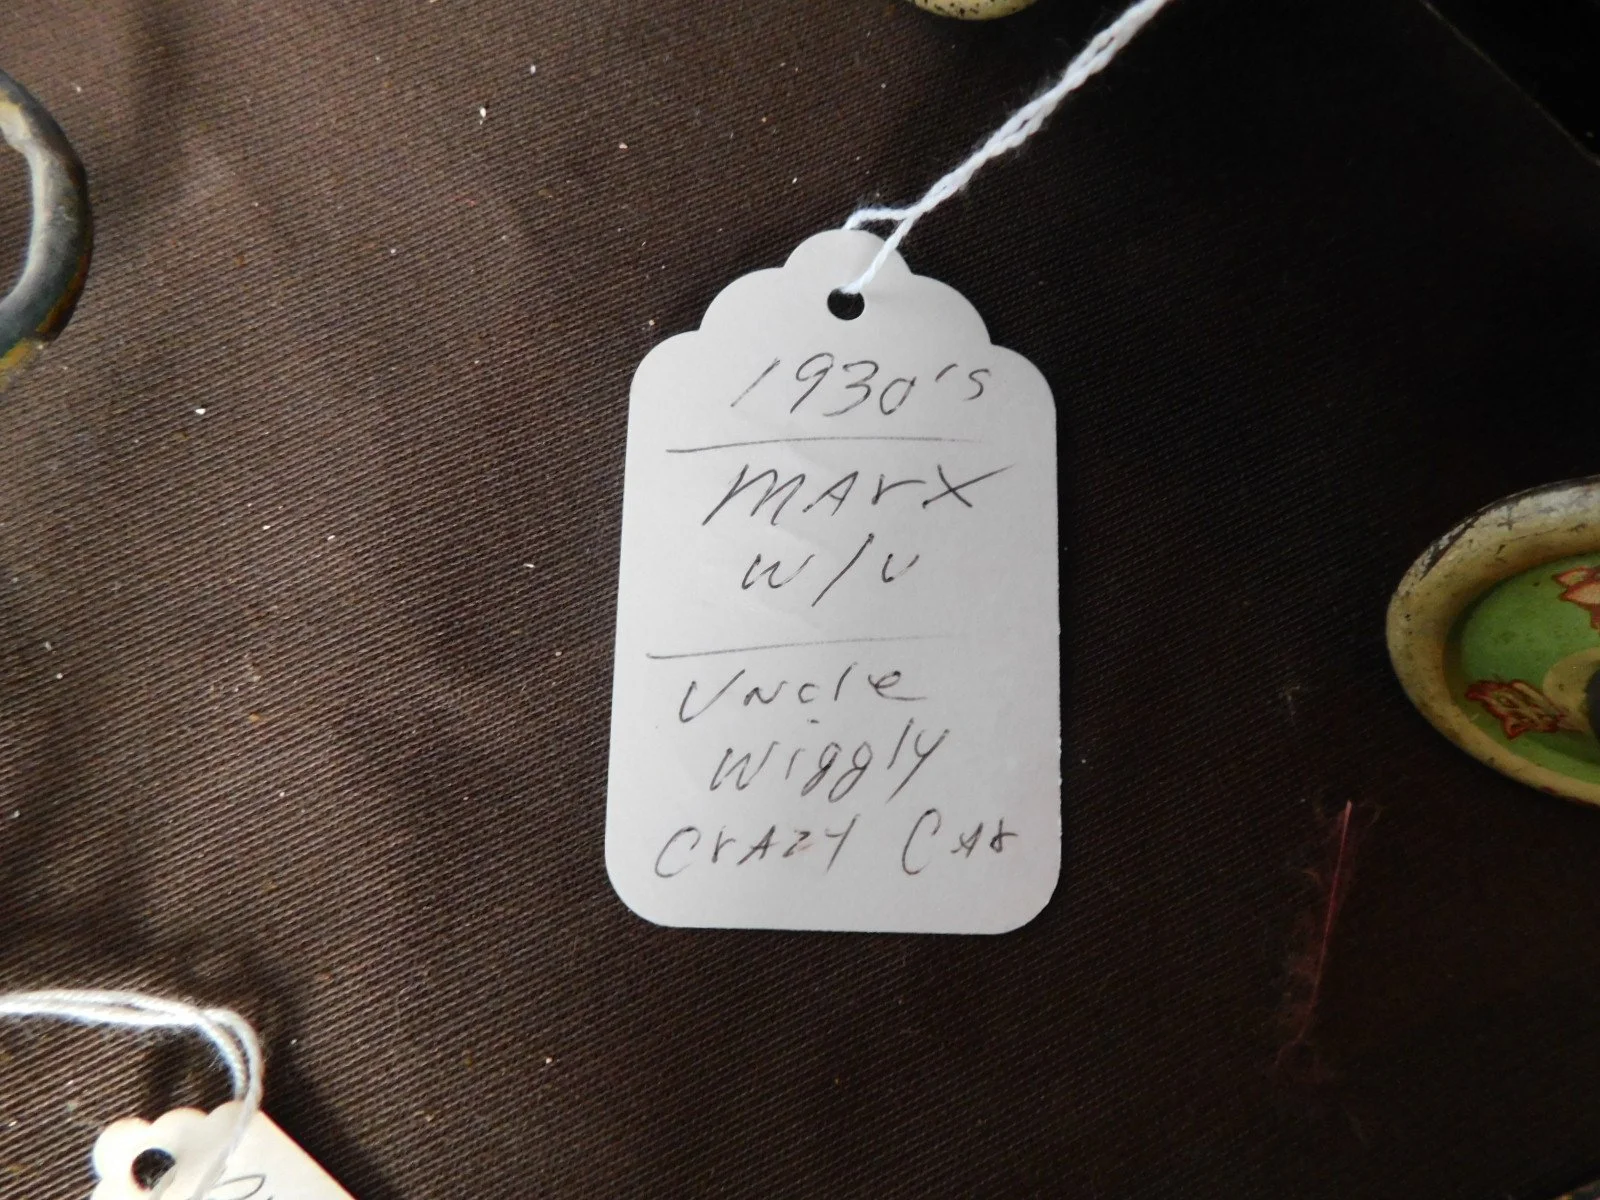 1930's
MArX
W/U
Uncle
Wiggly
CrAZY CAr